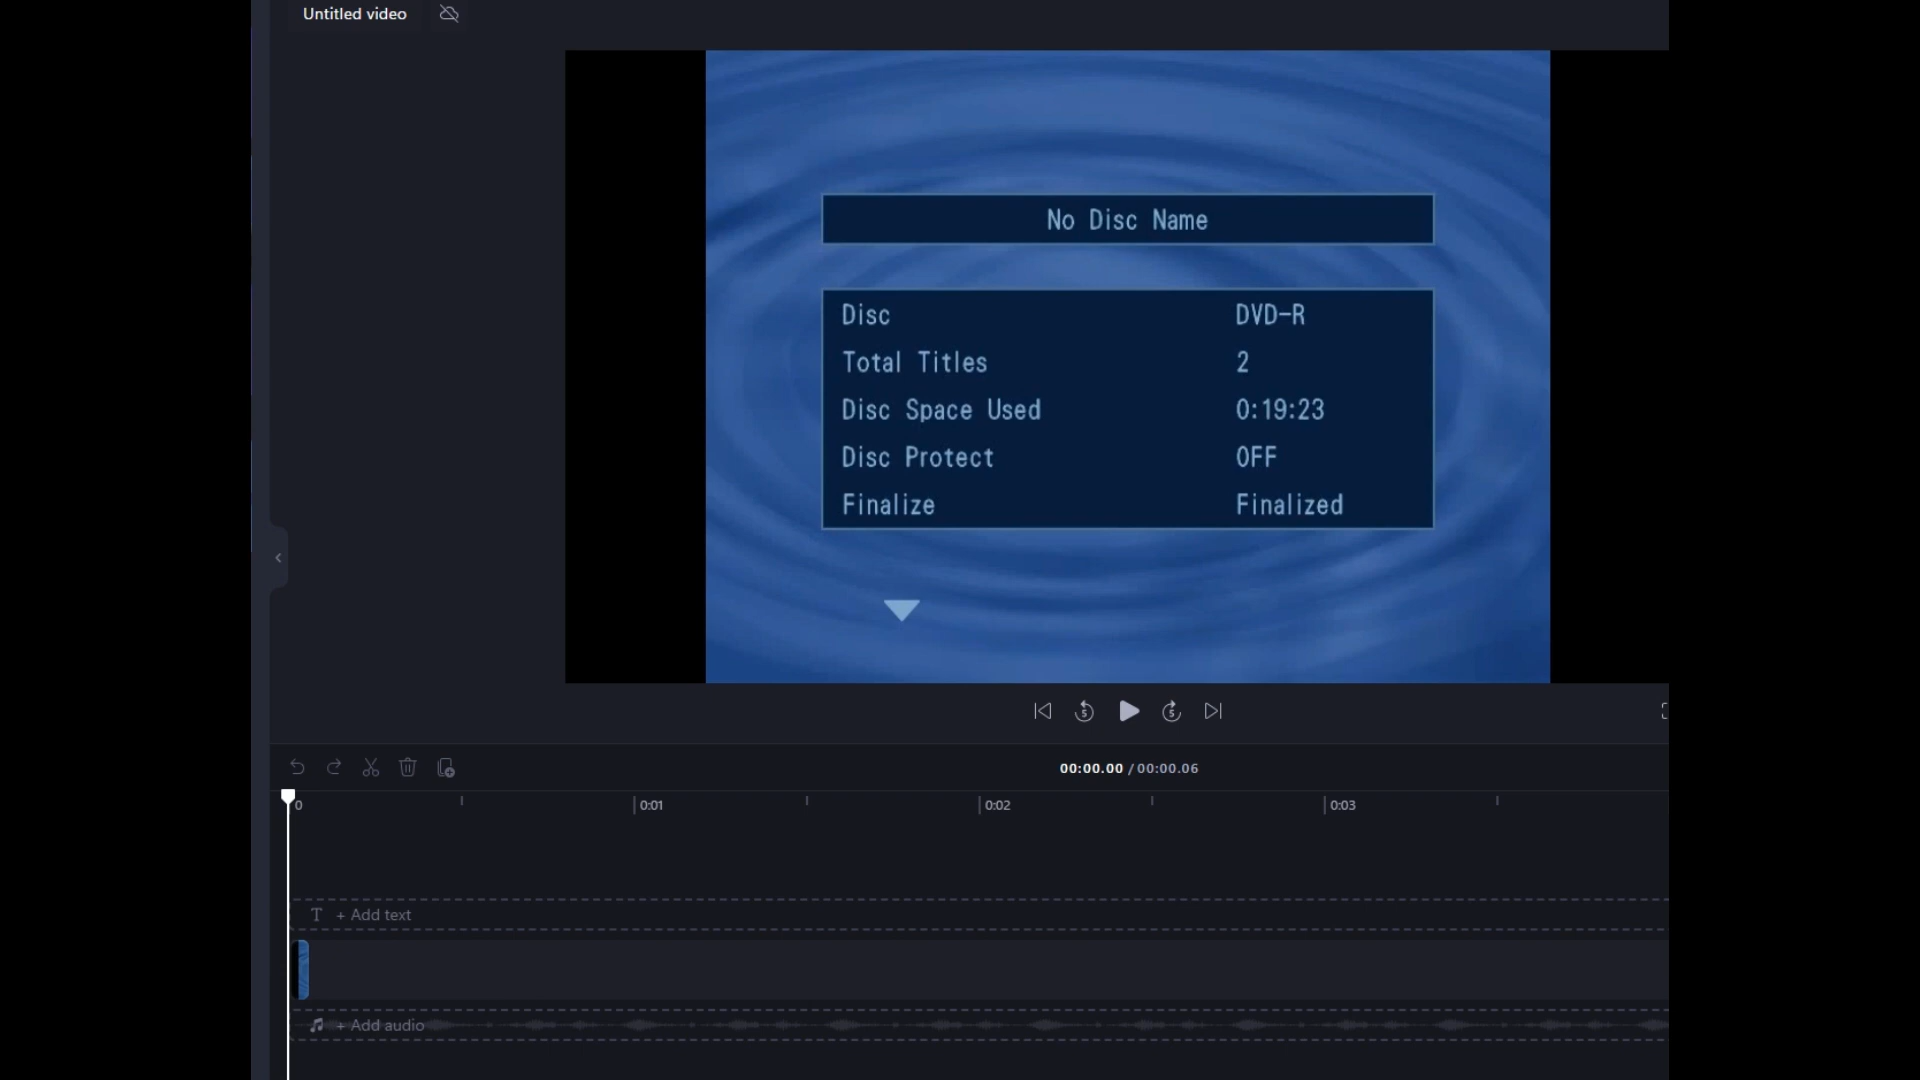 Untitled video
No Disc Name
Disc DVD-R
Total Titles 2
Disc Space Used 0:19:23
Disc Protect OFF
Finalize Finalized
5 5
00:00.00 / 00:00.06
0 0:01 0:02 0:03
T + Add text
+ Add audio